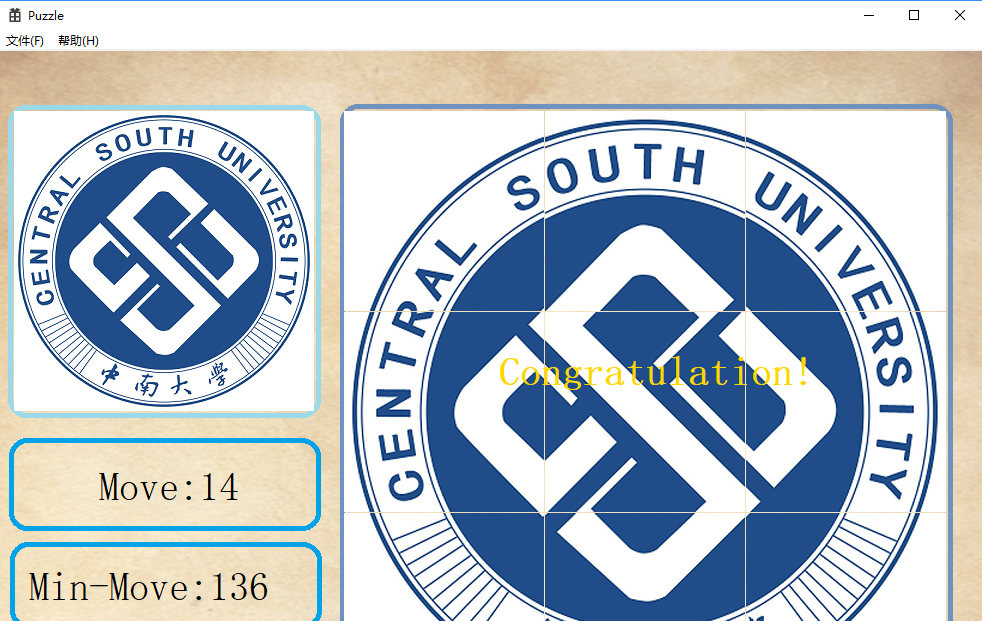 Puzzle
文件(F) 帮助(H)
CENTRAL SOUTH UNIVERSITY
中南大學
CENTRAL SOUTH UNIVERSITY
Congratulation!
Move:14
Min-Move:136